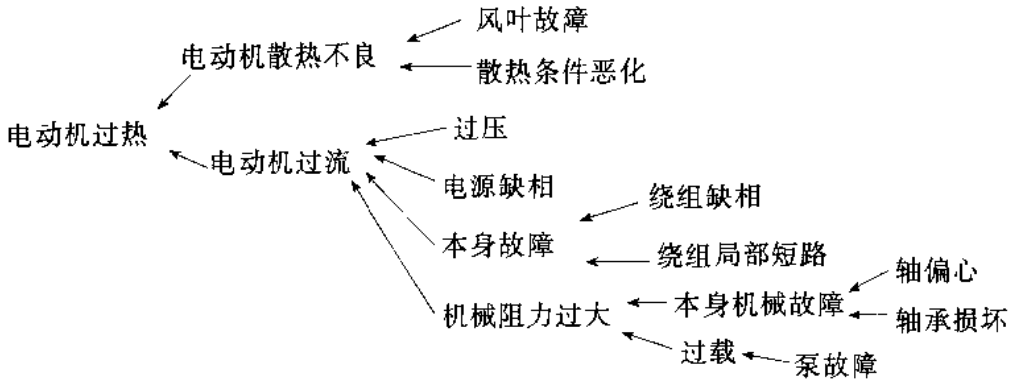 风叶故障
电动机散热不良
散热条件恶化
电动机过热
过压
电动机过流
电源缺相
绕组缺相
本身故障
绕组局部短路
轴偏心
本身机械故障
机械阻力过大
轴承损坏
过载
泵故障